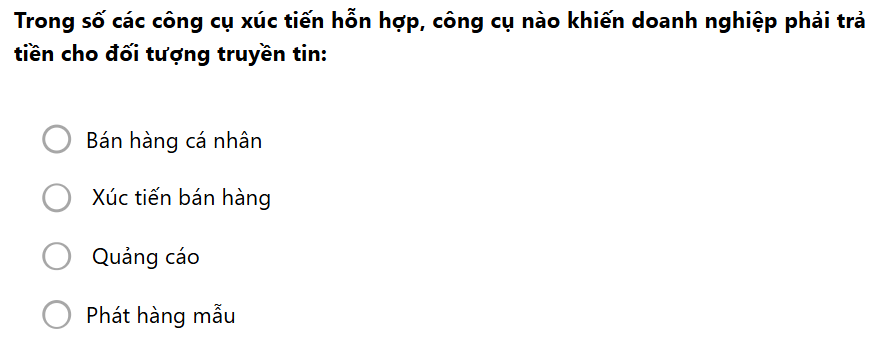 Trong số các công cụ xúc tiến hỗn hợp, công cụ nào khiến doanh nghiệp phải trả
tiền cho đối tượng truyền tin:
Bán hàng cá nhân
Xúc tiến bán hàng
Quảng cáo
Phát hàng mẫu